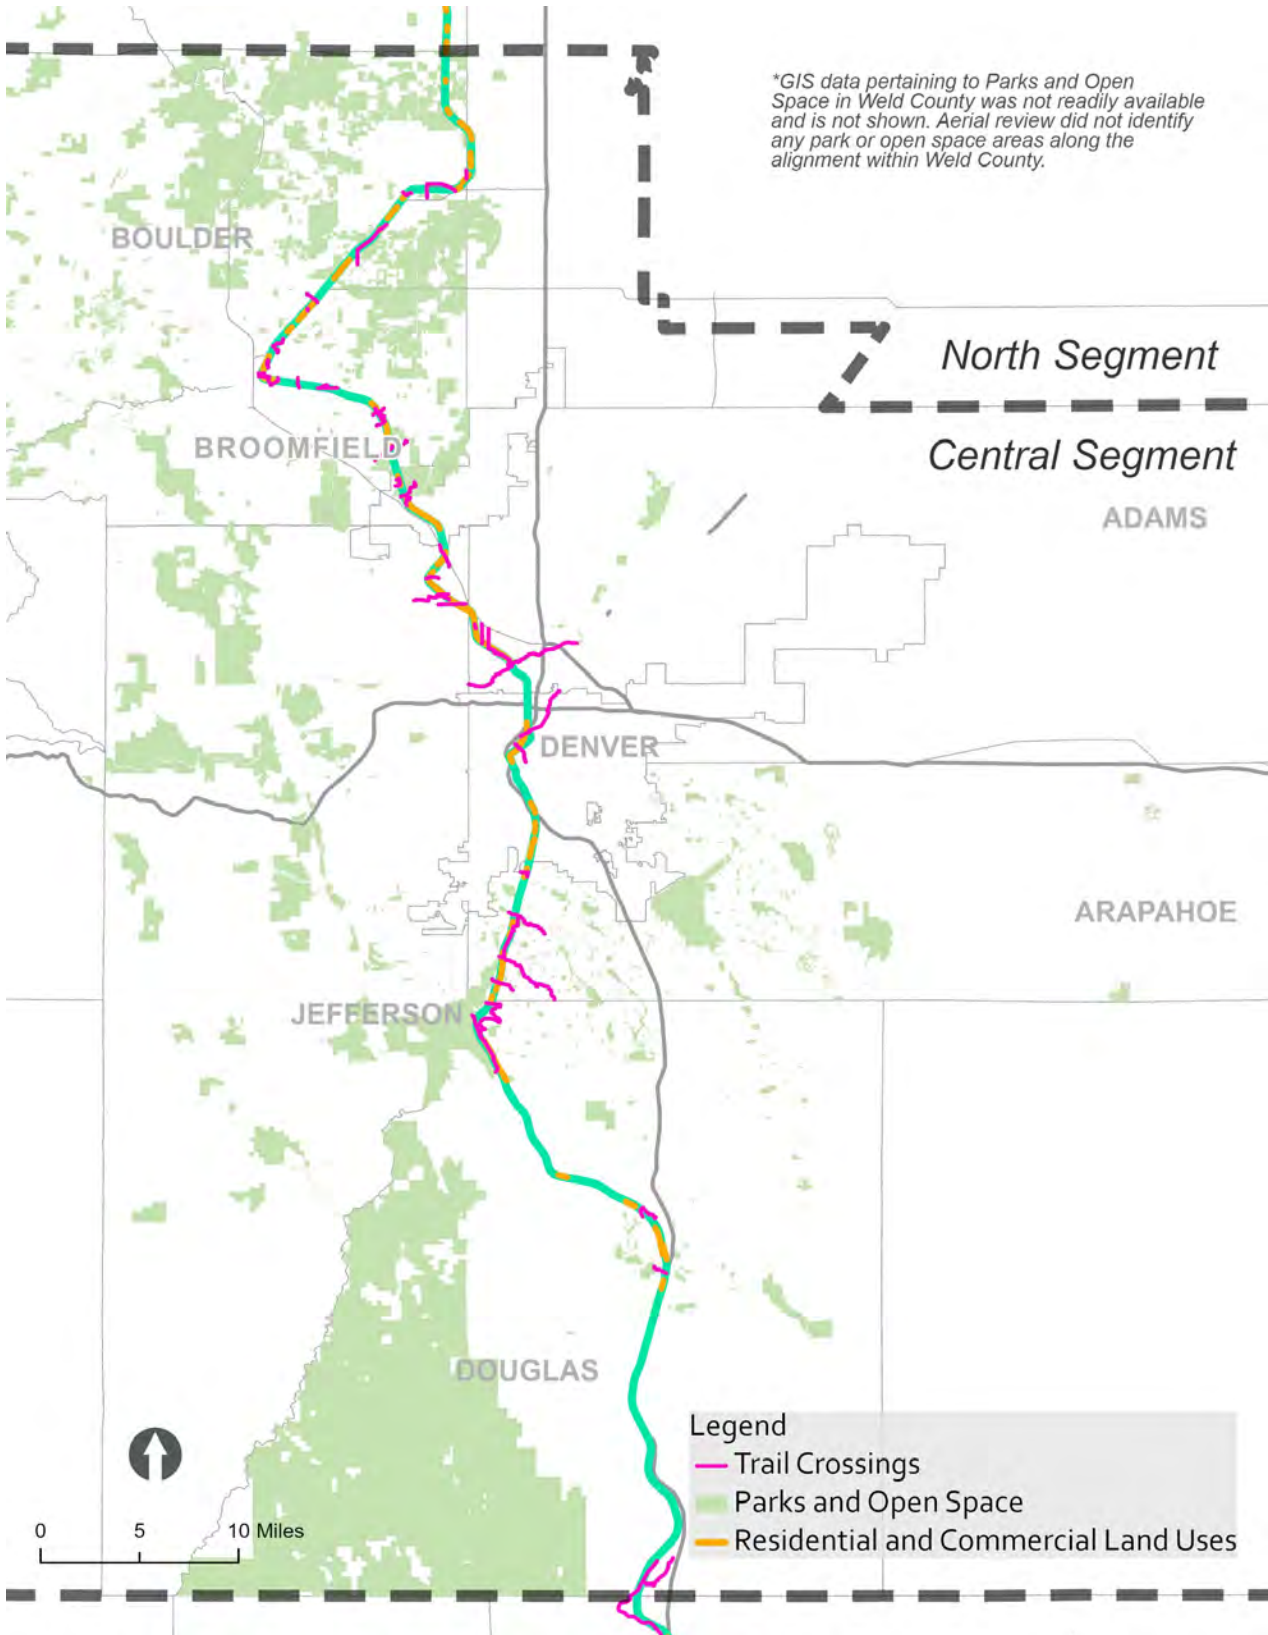 *GIS data pertaining to Parks and Open
Space in Weld County was not readily available
and is not shown. Aerial review did not identify
any park or open space areas along the
alignment within Weld County.
BOULDER
North Segment
BROOMFIELD
Central Segment
ADAMS
DENVER
ARAPAHOE
JEFFERSON
DOUGLAS
Legend
Trail Crossings
Parks and Open Space
Residential and Commercial Land Uses
0 5 10 Miles